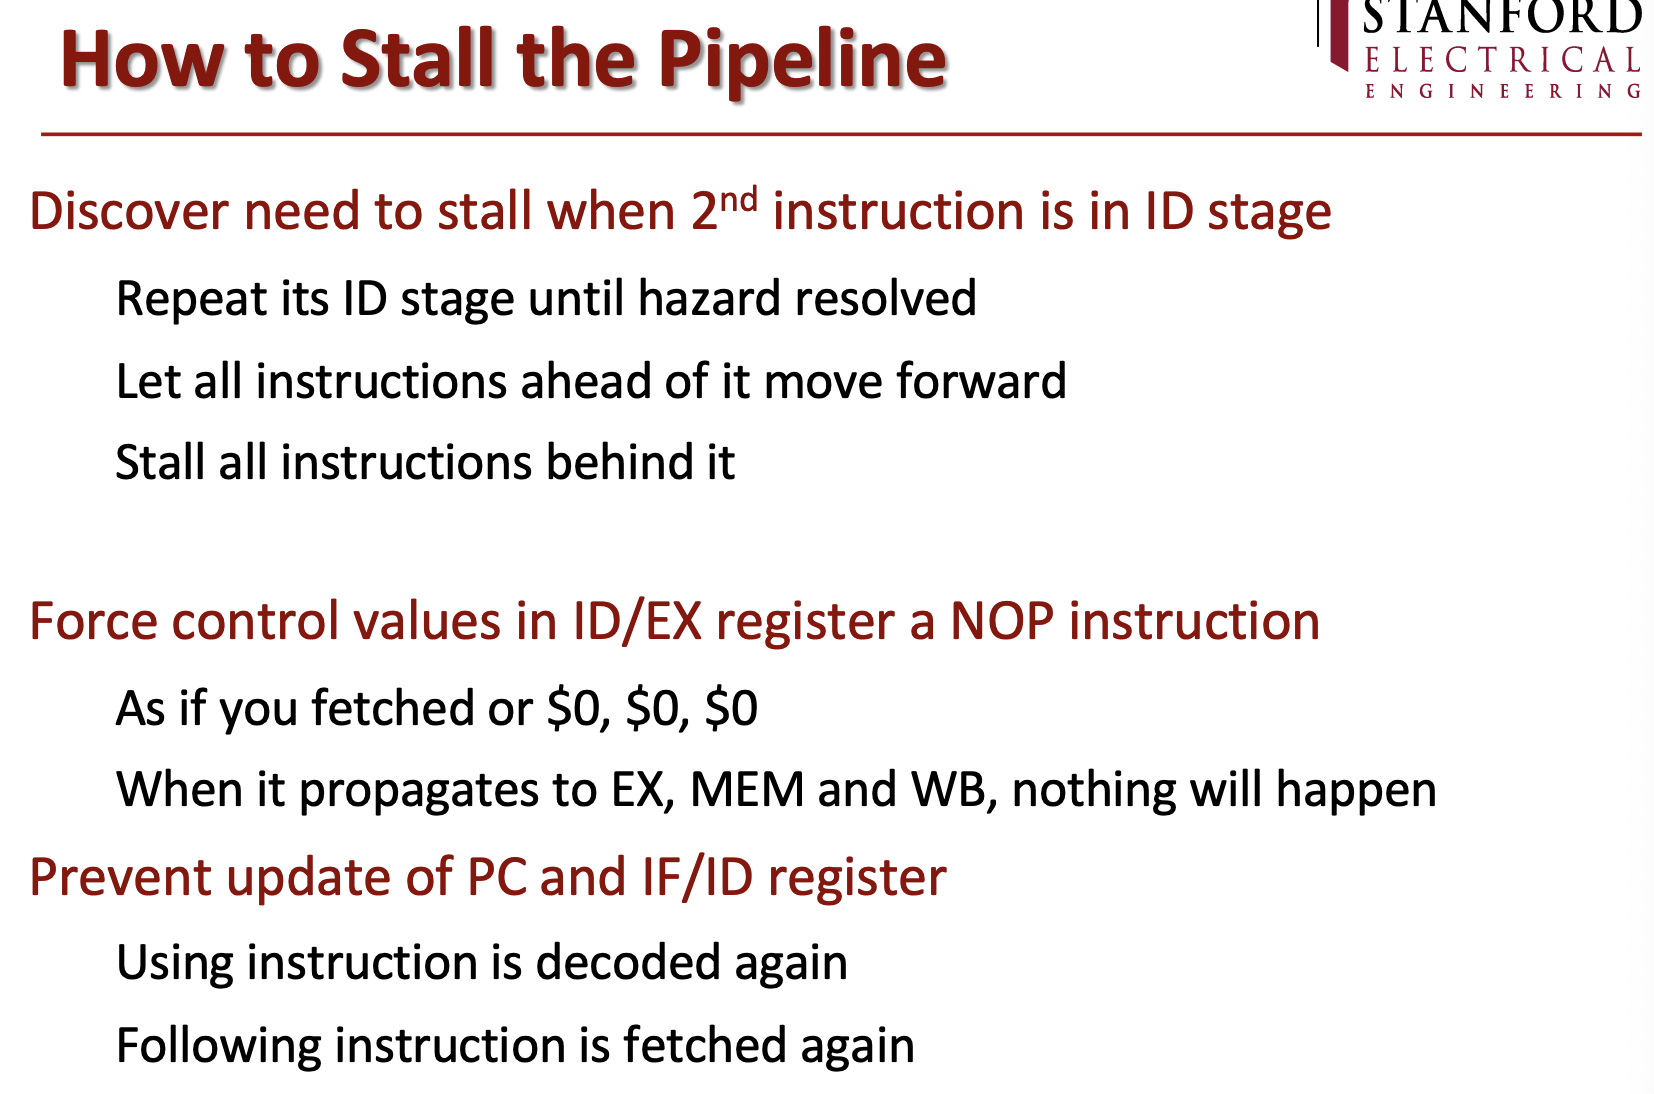 How to Stall the Pipeline
STANFORD
ELECTRICAL
ENGINEERING
Discover need to stall when 2nd instruction is in ID stage
Repeat its ID stage until hazard resolved
Let all instructions ahead of it move forward
Stall all instructions behind it
Force control values in ID/EX register a NOP instruction
As if you fetched or $0, $0, $0
When it propagates to EX, MEM and WB, nothing will happen
Prevent update of PC and IF/ID register
Using instruction is decoded again
Following instruction is fetched again